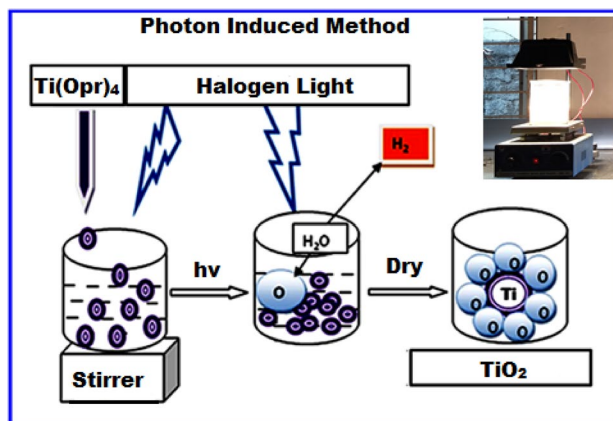 Photon Induced Method
Ti(Opr)₄
Halogen Light
H₂
H₂O
O
hv
Dry
O
O
O
O
Ti
O
O
O
O
Stirrer
TiO₂